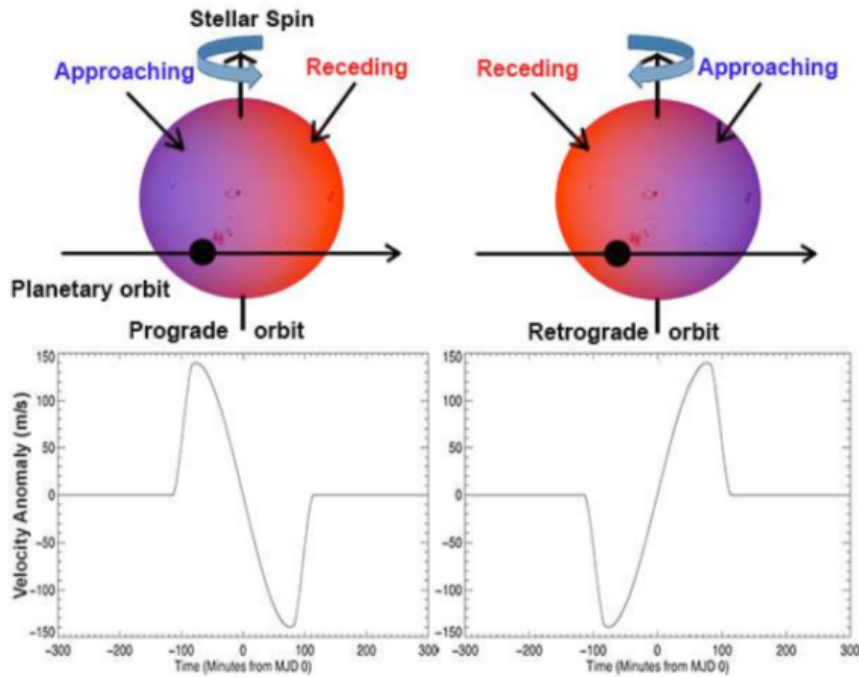 Stellar Spin
Approaching
Receding
Receding
Approaching
Planetary orbit
Prograde orbit
Retrograde orbit
Velocity Anomaly (m/s)
150
100
50
0
−50
−100
−150
−300
−200
−100
0
100
200
300
Time (Minutes from MJD 0)
150
100
50
0
−50
−100
−150
−300
−200
−100
0
100
200
300
Time (Minutes from MJD 0)